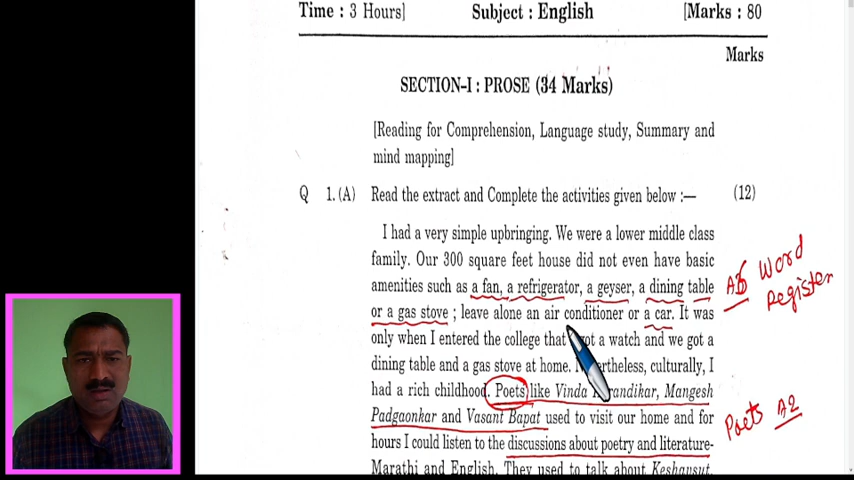 Time : 3 Hours] Subject : English [Marks : 80
Marks
SECTION–I : PROSE (34 Marks)
[Reading for Comprehension, Language study, Summary and
mind mapping]
Q 1. (A) Read the extract and Complete the activities given below :— (12)
I had a very simple upbringing. We were a lower middle class
family. Our 300 square feet house did not even have basic
amenities such as a fan, a refrigerator, a geyser, a dining table
or a gas stove ; leave alone an air conditioner or a car. It was
only when I entered the college that got a watch and we got a
dining table and a gas stove at home. culturally, I
had a rich childhood. Poets like Vinda Mangesh
Padgaonkar and Vasant Bapat used to visit our home and for
hours I could listen to the discussions about poetry and literature-
Marathi and English. They used to talk about Keshavsut,
Word
Register
Poets A2